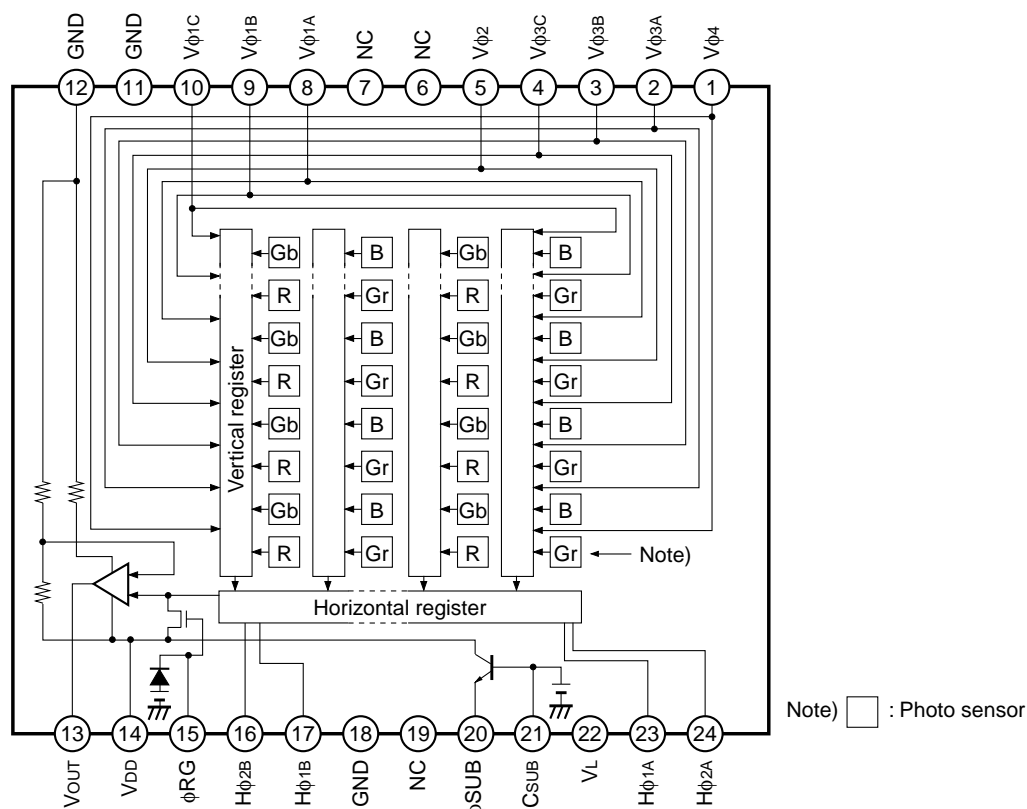 GND GND Vφ1C Vφ1B Vφ1A NC NC Vφ2 Vφ3C Vφ3B Vφ3A Vφ4
12 11 10 9 8 7 6 5 4 3 2 1
Gb B Gb B
R Gr R Gr
Gb B Gb B
R Gr R Gr
Gb B Gb B
R Gr R Gr
Gb B Gb B
R Gr R Gr
Vertical register
Note)
Horizontal register
13 14 15 16 17 18 19 20 21 22 23 24
VOUT VDD φRG Hφ2B Hφ1B GND NC φSUB CSUB VL Hφ1A Hφ2A
Note) : Photo sensor